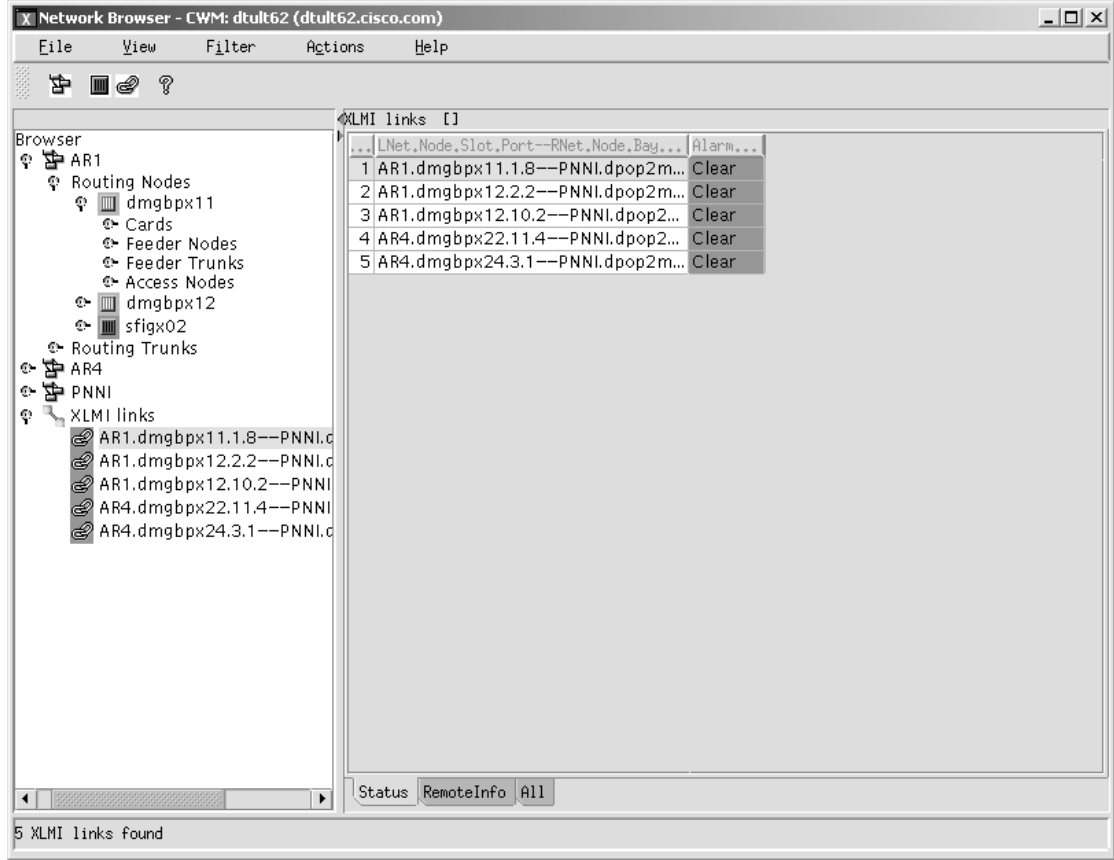 Network Browser - CWM: dtult62 (dtult62.cisco.com)
File View Filter Actions Help
XLMI links []
Browser
AR1
Routing Nodes
dmgbpx11
Cards
Feeder Nodes
Feeder Trunks
Access Nodes
dmgbpx12
sfigx02
Routing Trunks
AR4
PNNI
XLMI links
AR1.dmgbpx11.1.8--PNNI.d
AR1.dmgbpx12.2.2--PNNI.d
AR1.dmgbpx12.10.2--PNNI
AR4.dmgbpx22.11.4--PNNI
AR4.dmgbpx24.3.1--PNNI.d
... LNet.Node.Slot.Port--RNet.Node.Bay... Alarm...
1 AR1.dmgbpx11.1.8--PNNI.dpop2m... Clear
2 AR1.dmgbpx12.2.2--PNNI.dpop2m... Clear
3 AR1.dmgbpx12.10.2--PNNI.dpop2... Clear
4 AR4.dmgbpx22.11.4--PNNI.dpop2... Clear
5 AR4.dmgbpx24.3.1--PNNI.dpop2m... Clear
Status RemoteInfo All
5 XLMI links found